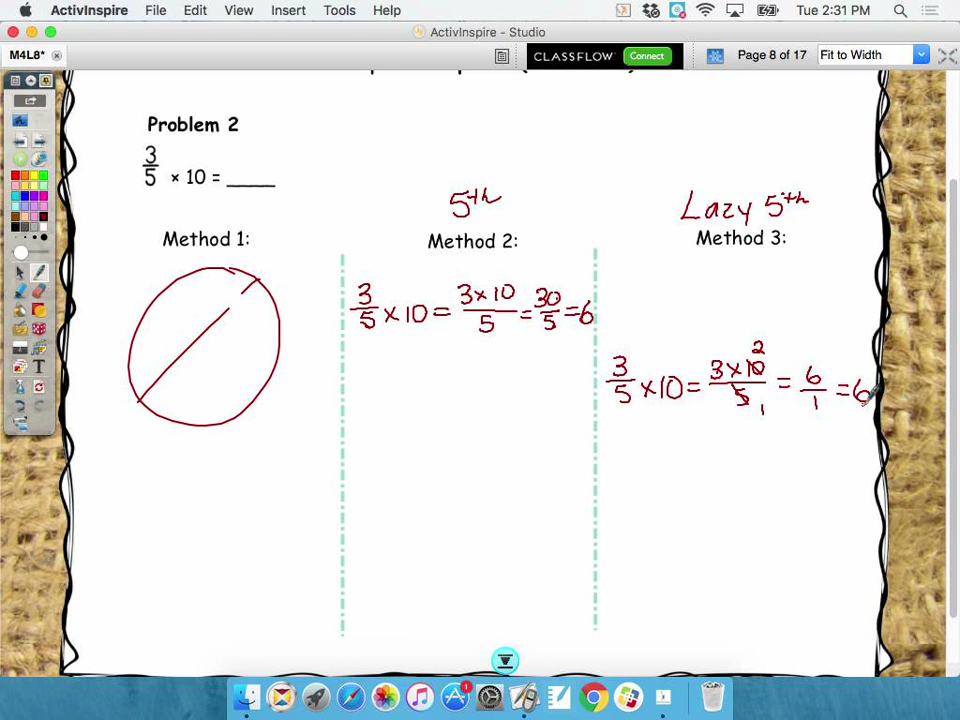 ActivInspire File Edit View Insert Tools Help Tue 2:31 PM
ActivInspire - Studio
M4L8* CLASSFLOW Connect Page 8 of 17 Fit to Width
Problem 2
3/5 × 10 = ____
5th
Lazy 5th
Method 1:
Method 2:
Method 3:
3/5 × 10 = 3 × 10/5 = 30/5 = 6
2
3/5 × 10 = 3 × 10/5 = 6/1 = 6
1
1